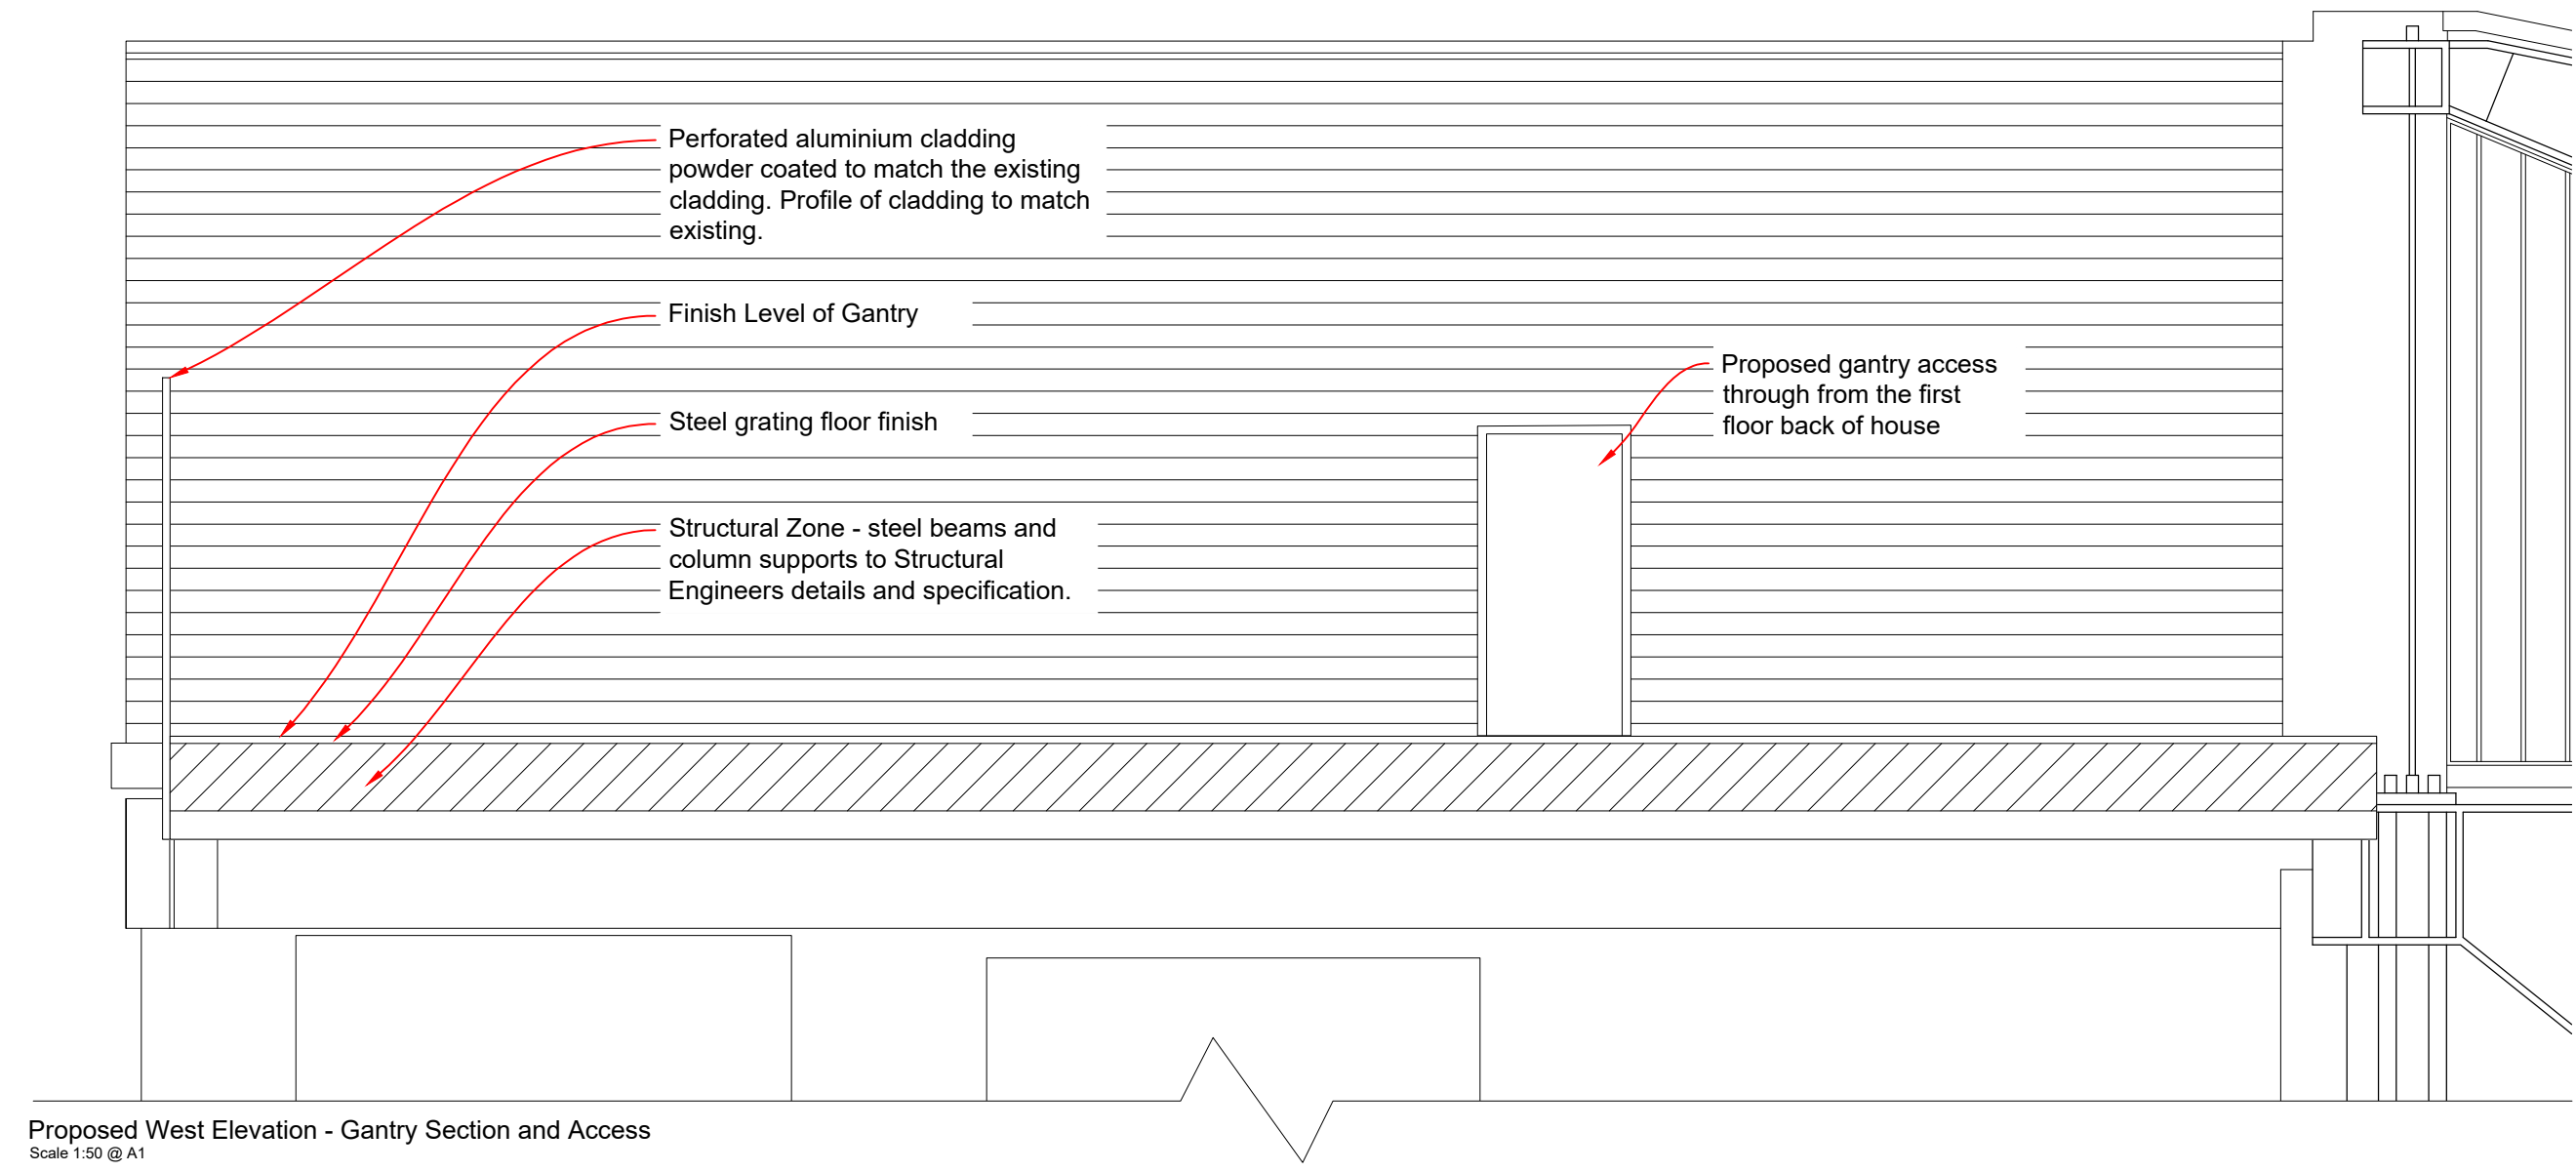 Perforated aluminium cladding
powder coated to match the existing
cladding. Profile of cladding to match
existing.
Finish Level of Gantry
Proposed gantry access
through from the first
floor back of house
Steel grating floor finish
Structural Zone - steel beams and
column supports to Structural
Engineers details and specification.
Proposed West Elevation - Gantry Section and Access
Scale 1:50 @ A1